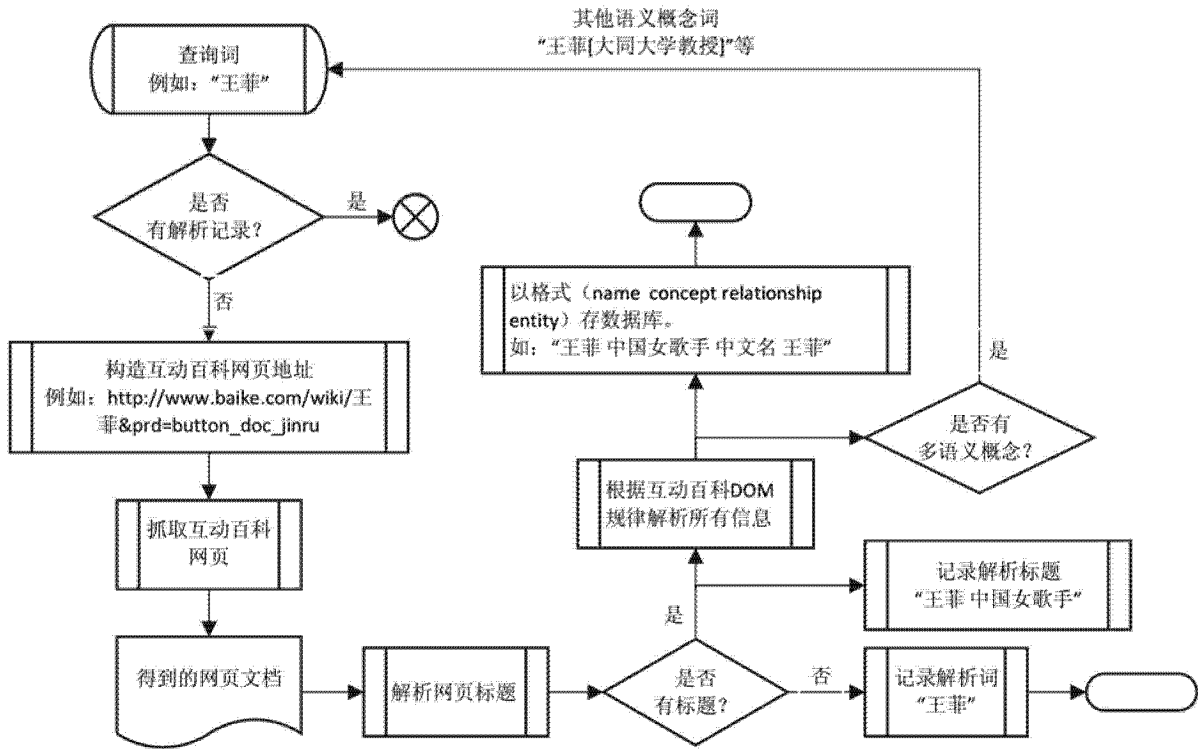 其他语义概念词
“王菲[大同大学教授]”等
查询词
例如：“王菲”
是否
有解析记录？
是
否
构造互动百科网页地址
例如：http://www.baike.com/wiki/王
菲&prd=button_doc_jinru
抓取互动百科
网页
得到的网页文档
解析网页标题
是否
有标题？
否
记录解析词
“王菲”
是
记录解析标题
“王菲 中国女歌手”
根据互动百科DOM
规律解析所有信息
以格式（name concept relationship
entity）存数据库。
如：“王菲 中国女歌手 中文名 王菲”
是否有
多语义概念？
是